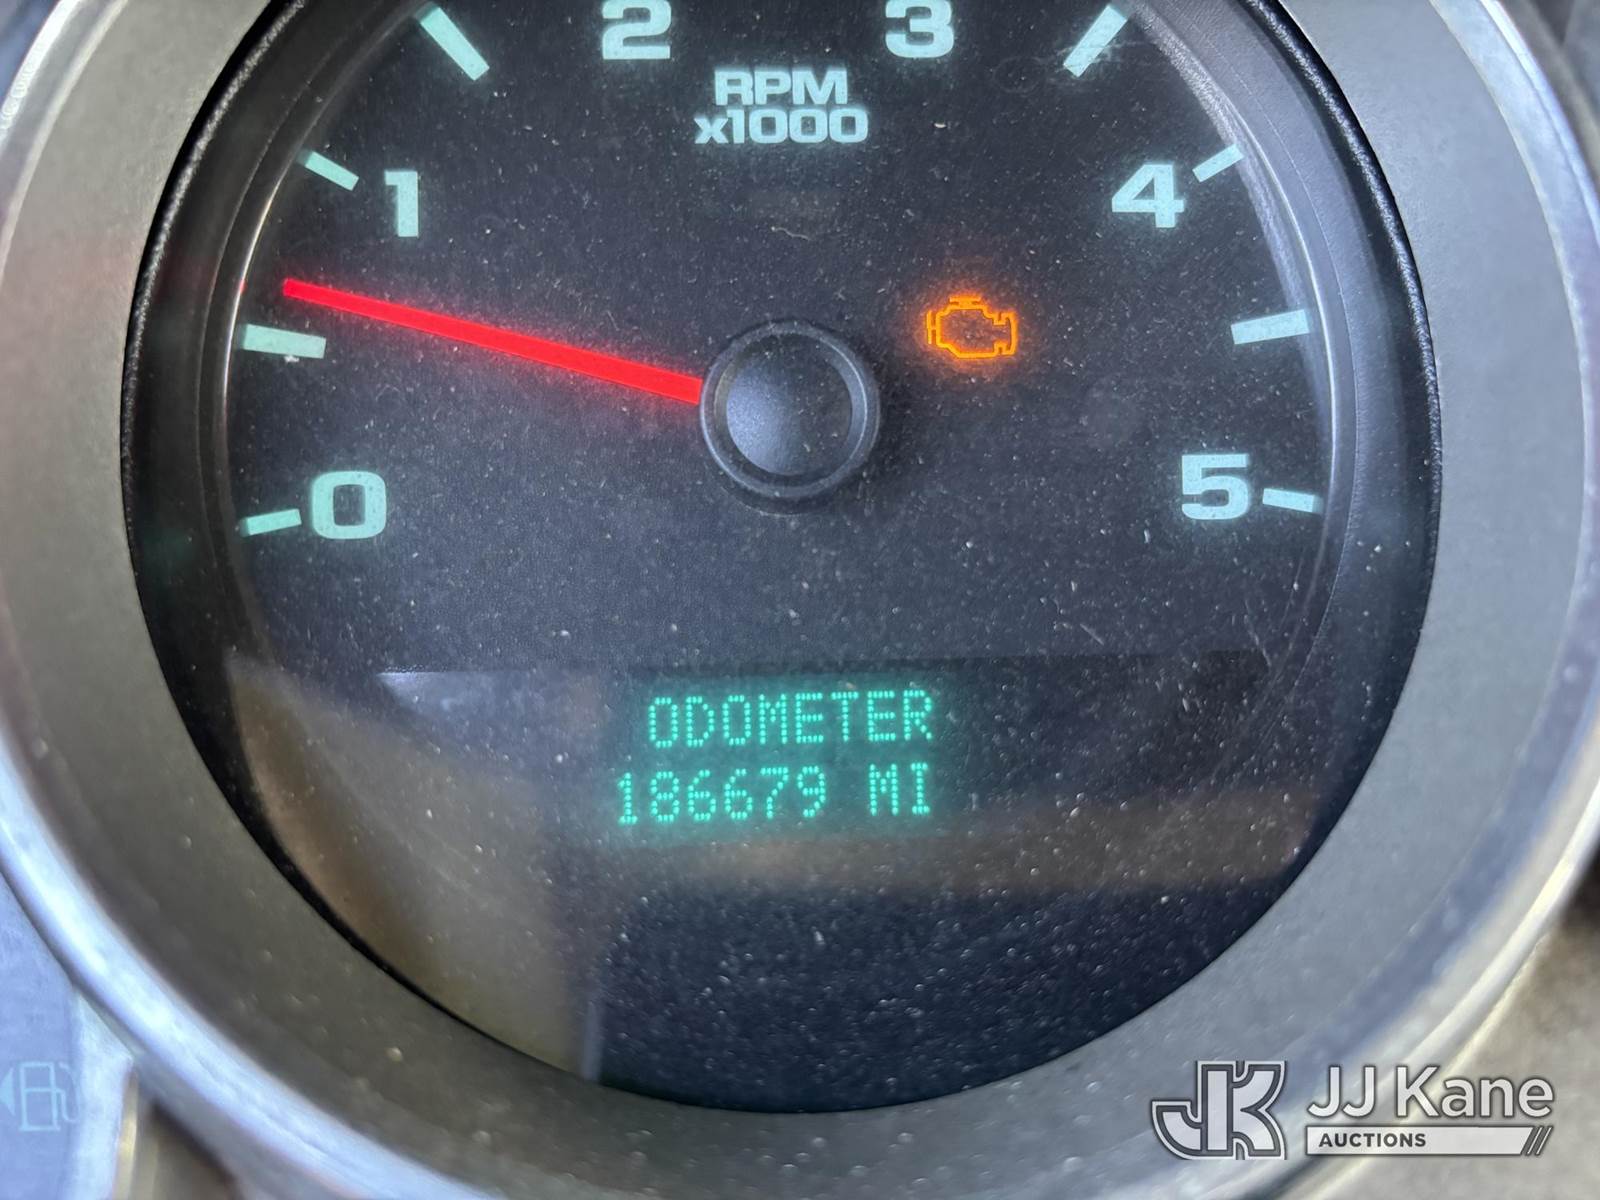 2 3
RPM
x1000
1 4
0 5
ODOMETER
186679 MI
JJ Kane
AUCTIONS